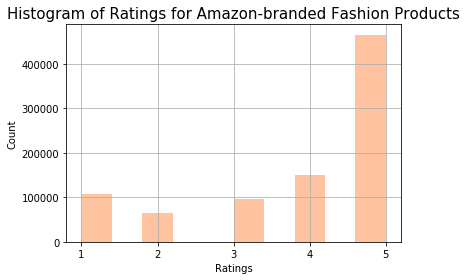 Histogram of Ratings for Amazon-branded Fashion Products
400000
300000
200000
100000
0
Count
1 2 3 4 5
Ratings